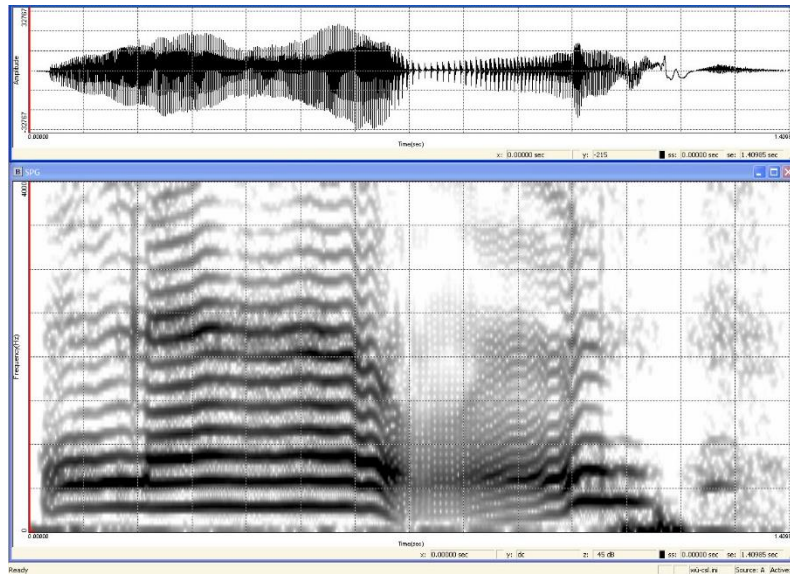 32767
Amplitude
-32767
0.00000
Time(sec)
1.4098
x: 0.00000 sec y: -215 ss: 0.00000 sec se: 1.40985 sec
B SPG
4000
Frequency(Hz)
0
0.00000
Time(sec)
1.4098
x: 0.00000 sec y: dc z: 45 dB ss: 0.00000 sec se: 1.40985 sec
Ready Source: A Active